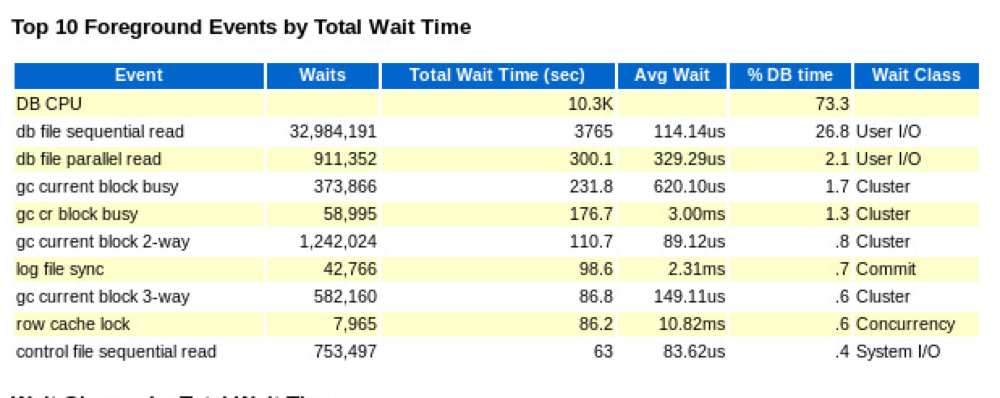 Top 10 Foreground Events by Total Wait Time
Event Waits Total Wait Time (sec) Avg Wait % DB time Wait Class
DB CPU 10.3K 73.3
db file sequential read 32,984,191 3765 114.14us 26.8 User I/O
db file parallel read 911,352 300.1 329.29us 2.1 User I/O
gc current block busy 373,866 231.8 620.10us 1.7 Cluster
gc cr block busy 58,995 176.7 3.00ms 1.3 Cluster
gc current block 2-way 1,242,024 110.7 89.12us .8 Cluster
log file sync 42,766 98.6 2.31ms .7 Commit
gc current block 3-way 582,160 86.8 149.11us .6 Cluster
row cache lock 7,965 86.2 10.82ms .6 Concurrency
control file sequential read 753,497 63 83.62us .4 System I/O